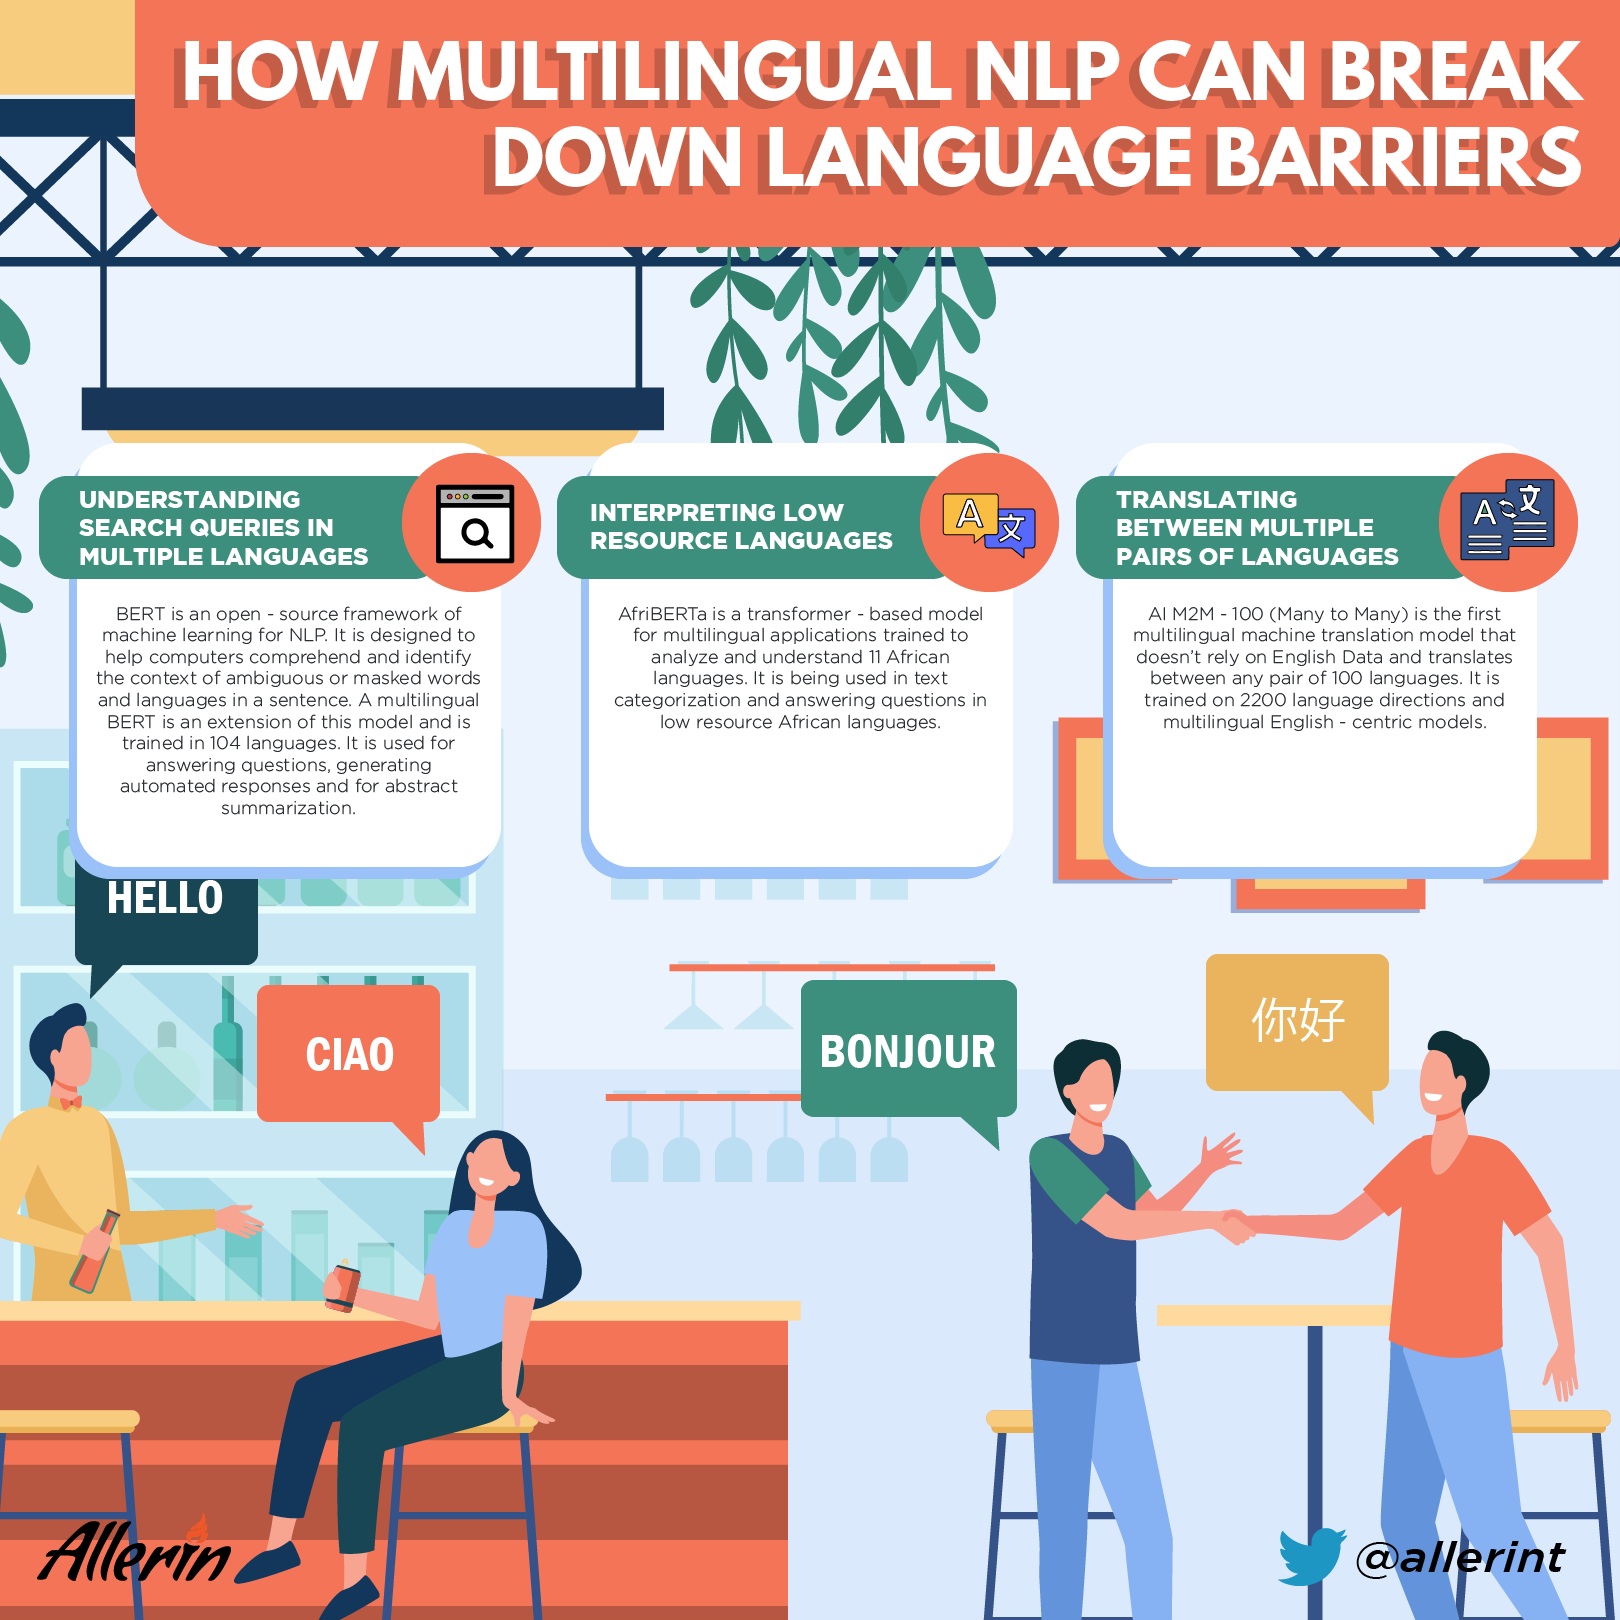 HOW MULTILINGUAL NLP CAN BREAK
DOWN LANGUAGE BARRIERS
UNDERSTANDING
SEARCH QUERIES IN
MULTIPLE LANGUAGES
BERT is an open - source framework of
machine learning for NLP. It is designed to
help computers comprehend and identify
the context of ambiguous or masked words
and languages in a sentence. A multilingual
BERT is an extension of this model and is
trained in 104 languages. It is used for
answering questions, generating
automated responses and for abstract
summarization.
A 文
INTERPRETING LOW
RESOURCE LANGUAGES
AfriBERTa is a transformer - based model
for multilingual applications trained to
analyze and understand 11 African
languages. It is being used in text
categorization and answering questions in
low resource African languages.
A 文
TRANSLATING
BETWEEN MULTIPLE
PAIRS OF LANGUAGES
AI M2M - 100 (Many to Many) is the first
multilingual machine translation model that
doesn't rely on English Data and translates
between any pair of 100 languages. It is
trained on 2200 language directions and
multilingual English - centric models.
HELLO
CIAO
BONJOUR
你好
Allerin
@allerint